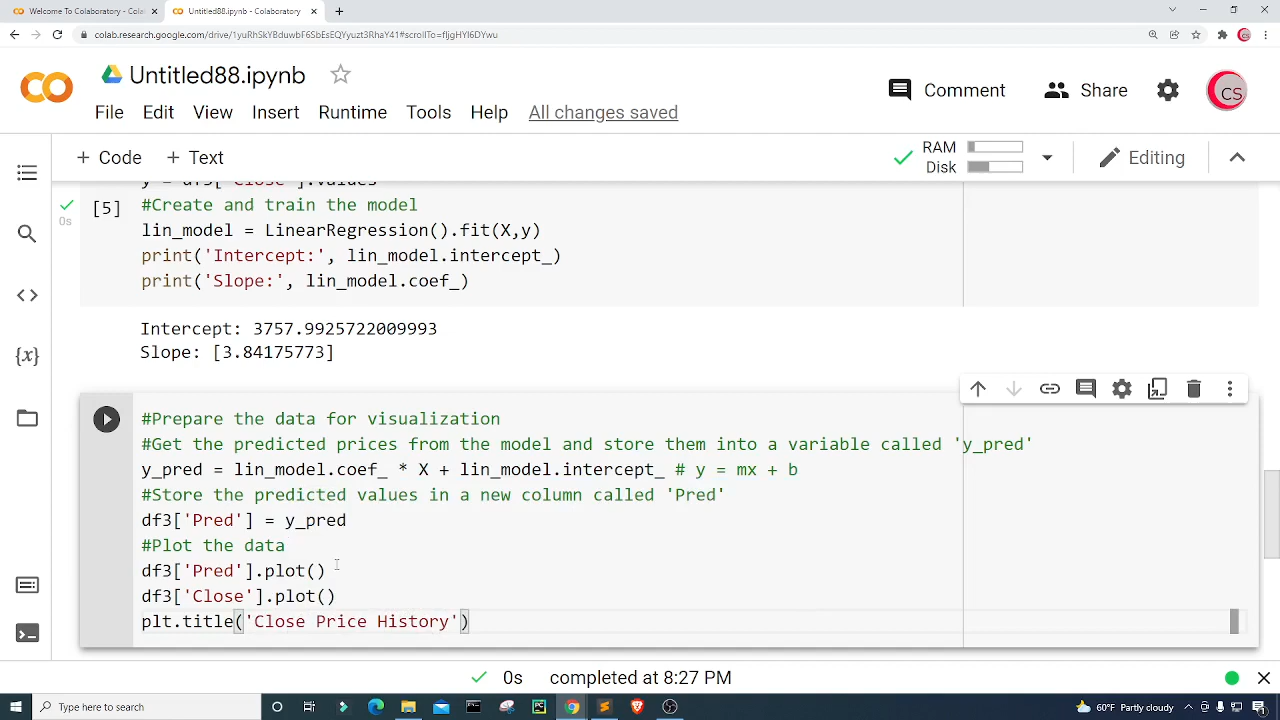 Welcome To Colaboratory - Colal
Untitled88.ipynb - Colaboratory
colab.research.google.com/drive/1yuRhSkYBduwbF6SbEsEQYyuzt3RhaY41#scrollTo=fIjgHYI6DYwu
Untitled88.ipynb
Comment
Share
CS
File Edit View Insert Runtime Tools Help All changes saved
+ Code + Text
RAM
Disk
Editing
y = df3['Close'].values
[5]
0s
#Create and train the model
lin_model = LinearRegression().fit(X,y)
print('Intercept:', lin_model.intercept_)
print('Slope:', lin_model.coef_)
Intercept: 3757.9925722009993
Slope: [3.84175773]
#Prepare the data for visualization
#Get the predicted prices from the model and store them into a variable called 'y_pred'
y_pred = lin_model.coef_ * X + lin_model.intercept_ # y = mx + b
#Store the predicted values in a new column called 'Pred'
df3['Pred'] = y_pred
#Plot the data
df3['Pred'].plot()
df3['Close'].plot()
plt.title('Close Price History')
0s completed at 8:27 PM
Type here to search
60°F Partly cloudy